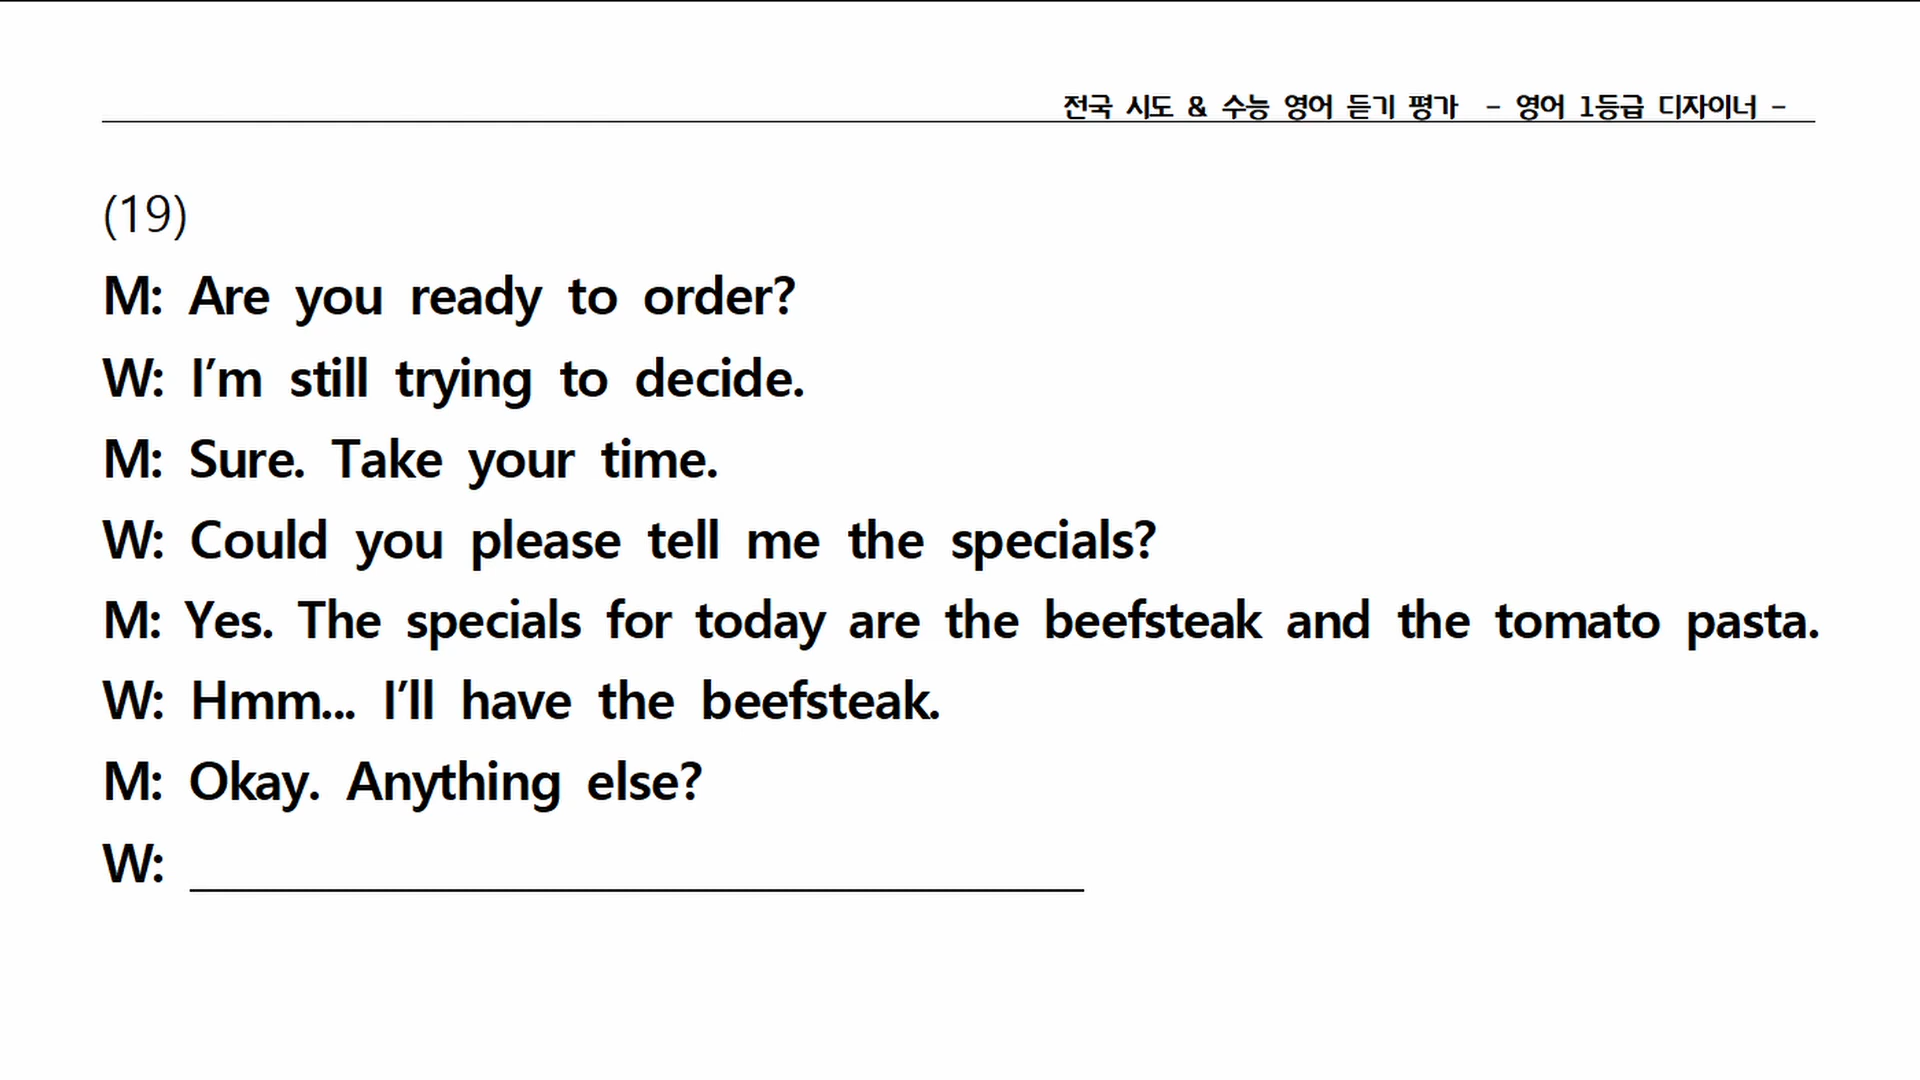 전국 시도 & 수능 영어 듣기 평가 - 영어 1등급 디자이너 -
(19)
M: Are you ready to order?
W: I'm still trying to decide.
M: Sure. Take your time.
W: Could you please tell me the specials?
M: Yes. The specials for today are the beefsteak and the tomato pasta.
W: Hmm... I'll have the beefsteak.
M: Okay. Anything else?
W: ______________________________